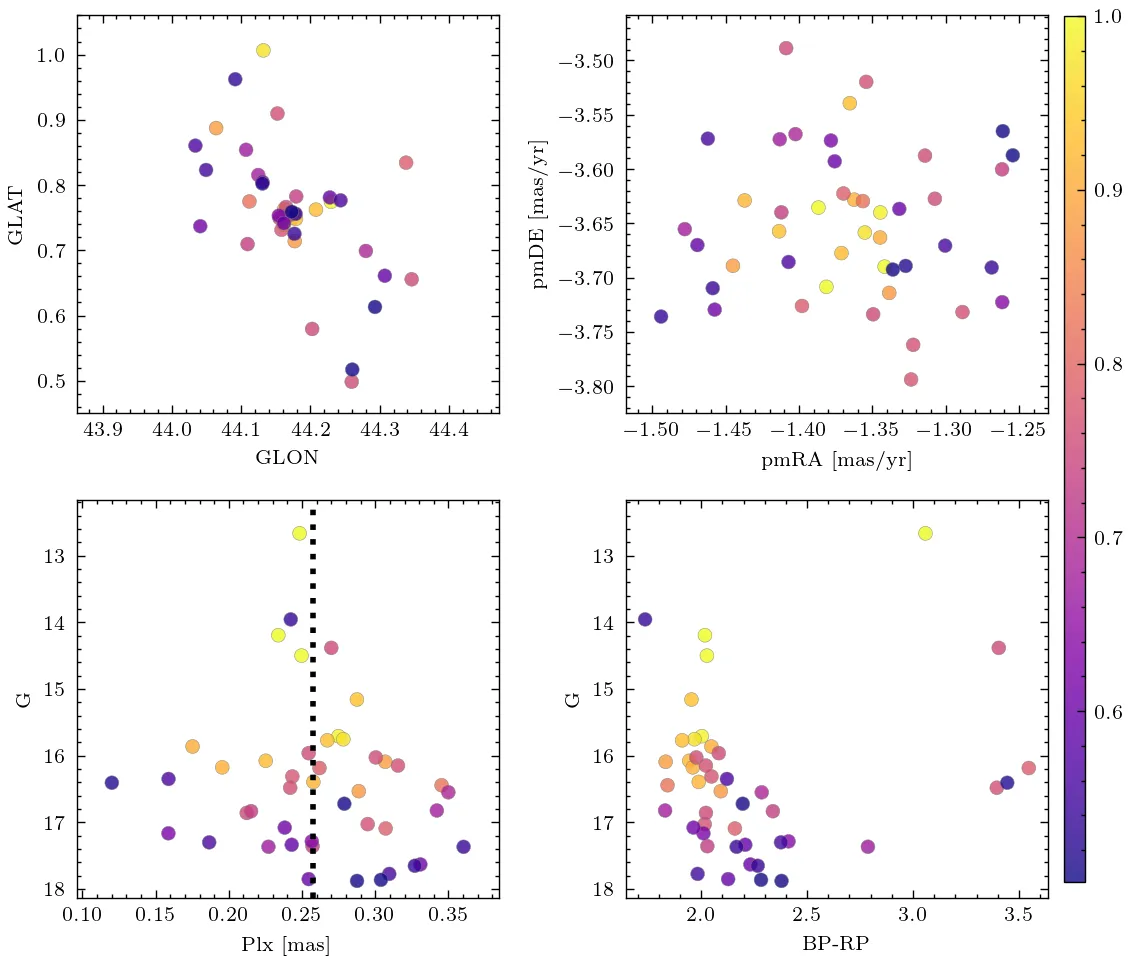 1.0
0.9
0.8
0.7
0.6
0.5
GLAT
43.9 44.0 44.1 44.2 44.3 44.4
GLON
−3.50
−3.55
−3.60
−3.65
−3.70
−3.75
−3.80
pmDE [mas/yr]
−1.50 −1.45 −1.40 −1.35 −1.30 −1.25
pmRA [mas/yr]
1.0
0.9
0.8
0.7
0.6
13
14
15
16
17
18
G
0.10 0.15 0.20 0.25 0.30 0.35
Plx [mas]
13
14
15
16
17
18
G
2.0 2.5 3.0 3.5
BP-RP